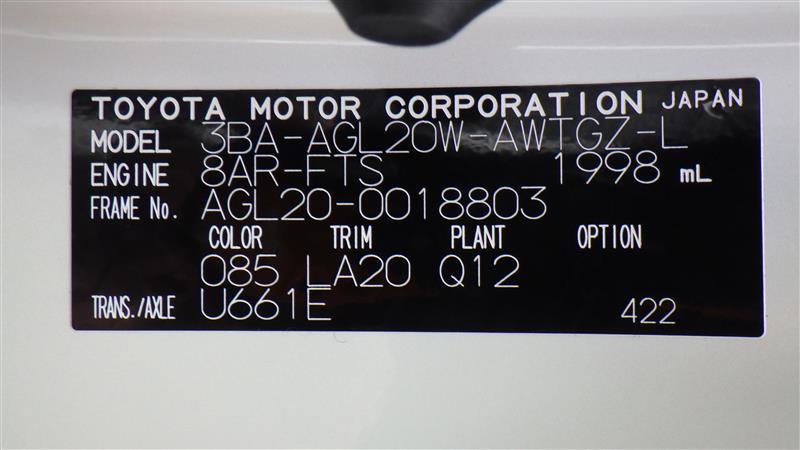 TOYOTA MOTOR CORPORATION JAPAN
MODEL 3BA-AGL20W-AWTGZ-L
ENGINE 8AR-FTS 1998 mL
FRAME No. AGL20-0018803
COLOR TRIM PLANT OPTION
085 LA20 Q12
TRANS./AXLE U661E 422